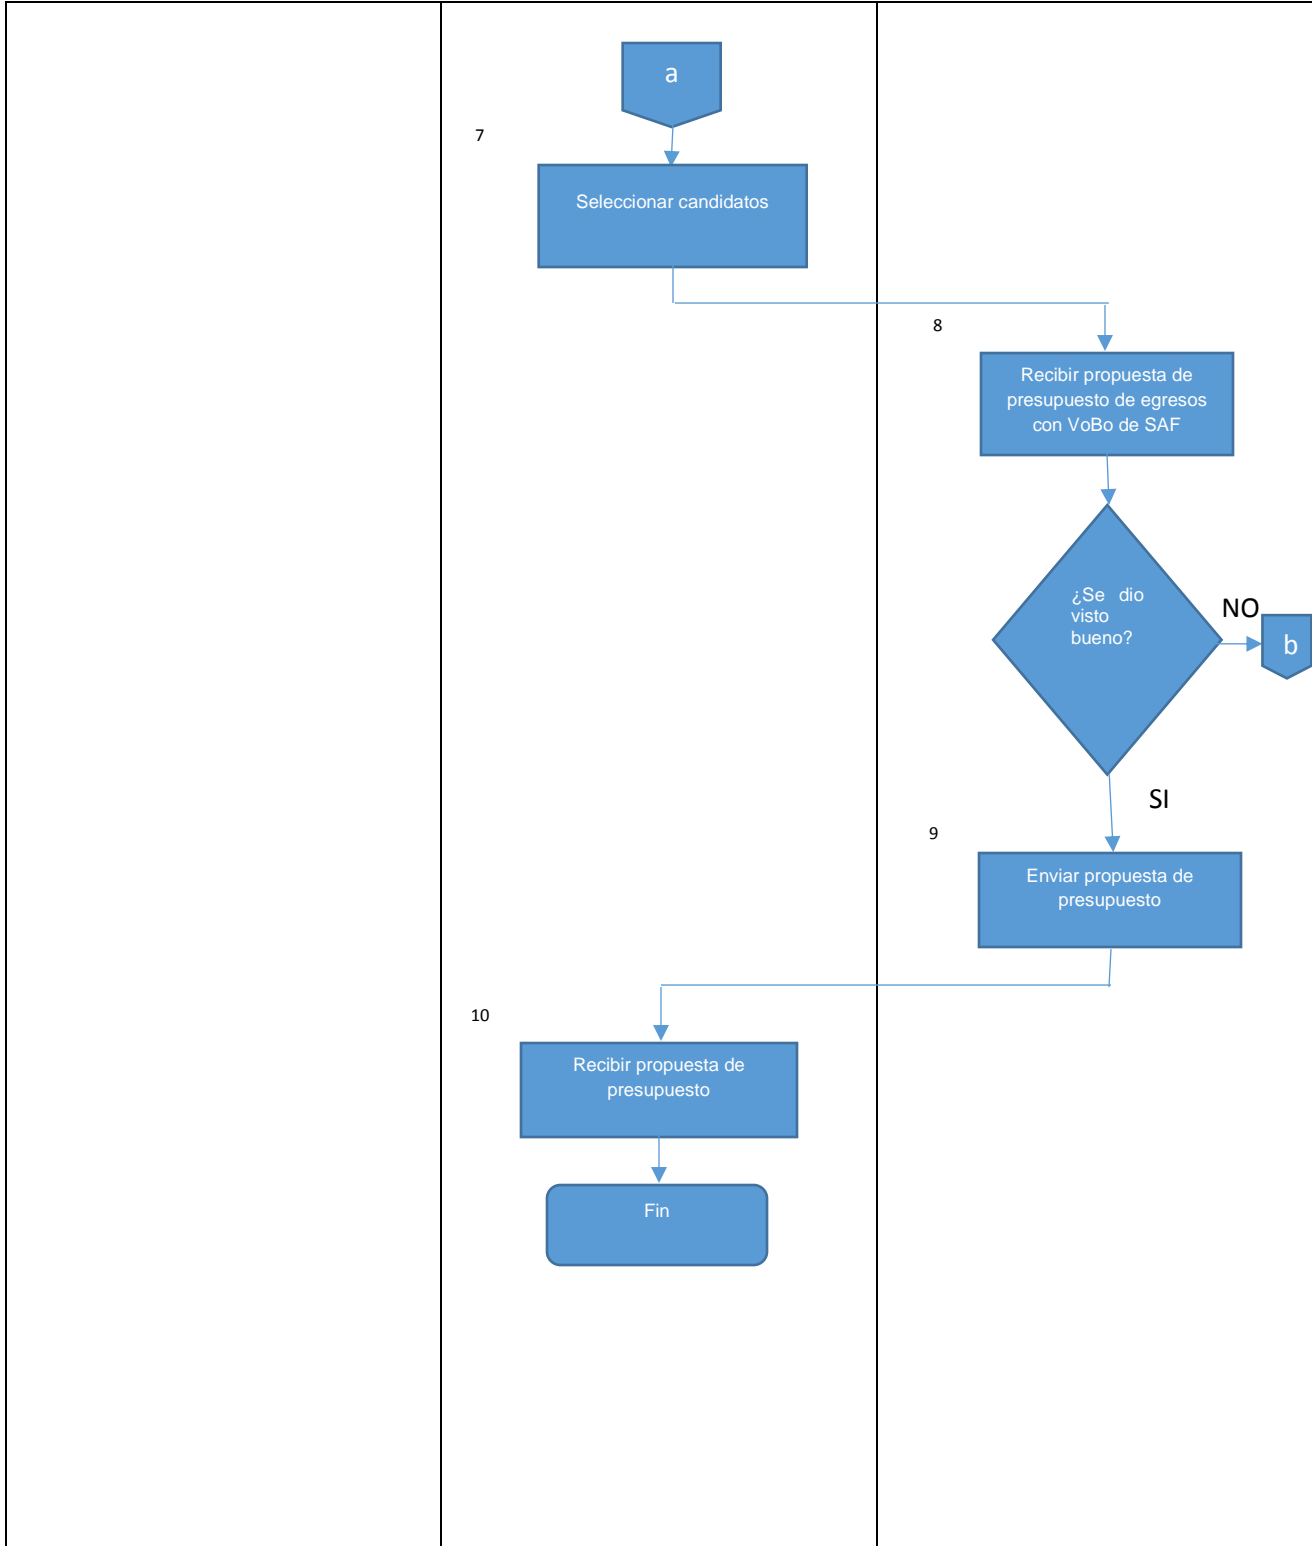 a
7
Seleccionar candidatos
8
Recibir propuesta de
presupuesto de egresos
con VoBo de SAF
¿Se dio
visto
bueno?
NO
b
SI
9
Enviar propuesta de
presupuesto
10
Recibir propuesta de
presupuesto
Fin